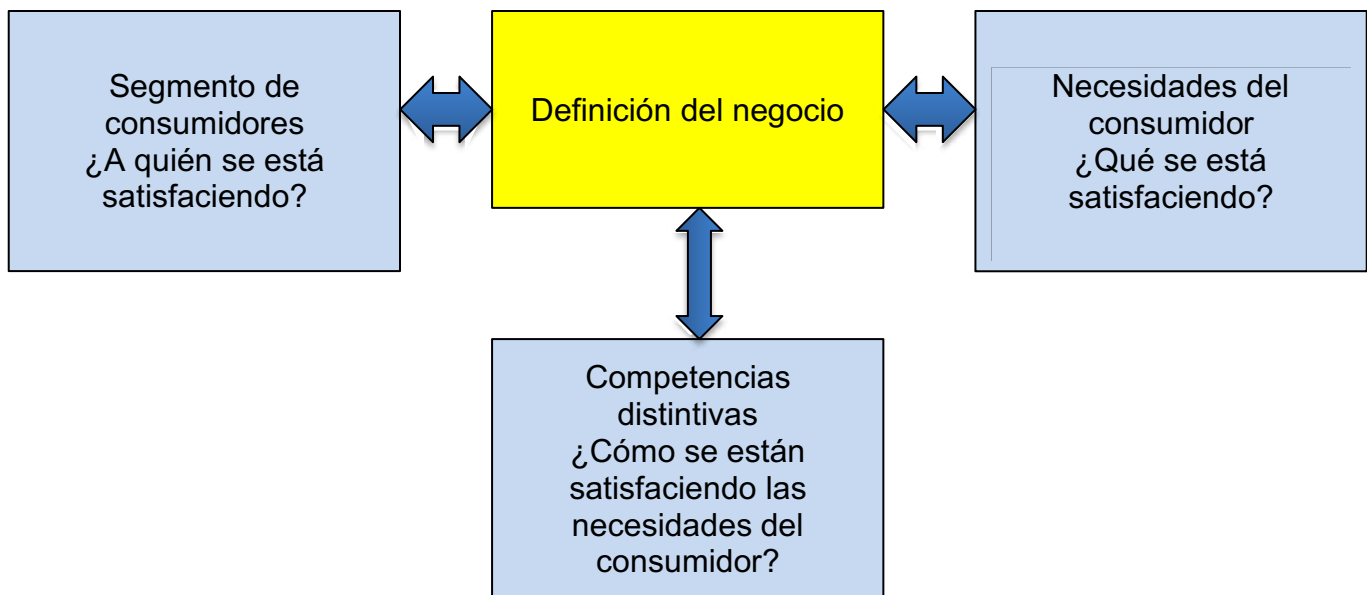 Segmento de
consumidores
¿A quién se está
satisfaciendo?
Definición del negocio
Necesidades del
consumidor
¿Qué se está
satisfaciendo?
Competencias
distintivas
¿Cómo se están
satisfaciendo las
necesidades del
consumidor?